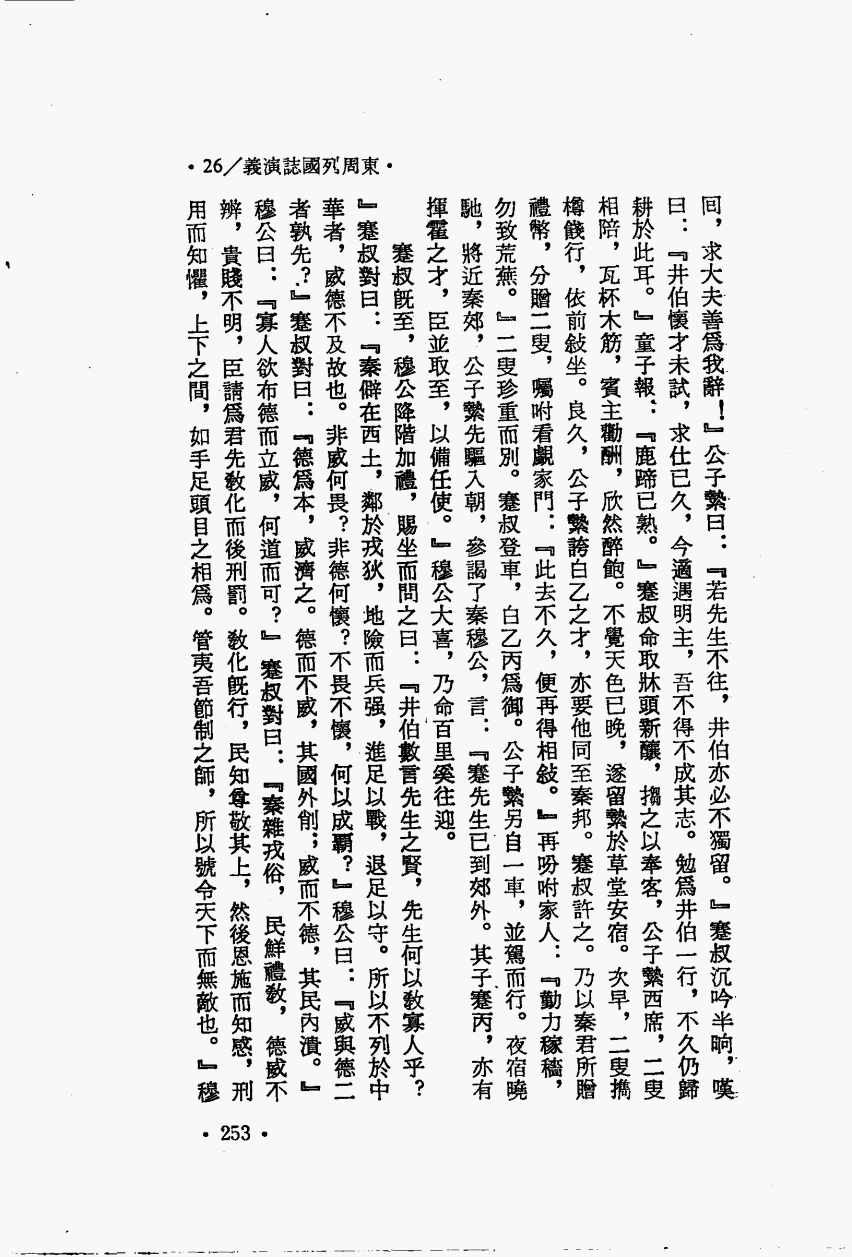 •東周列國誌演義/26•
囘，求大夫善爲我辭！』公子縶曰：『若先生不往，井伯亦必不獨留。』蹇叔沉吟半晌，嘆
曰：『井伯懷才未試，求仕已久，今適遇明主，吾不得不成其志。勉爲井伯一行，不久仍歸
耕於此耳。』童子報：『鹿蹄已熟。』蹇叔命取牀頭新釀，搊之以奉客，公子縶西席，二叟
相陪，瓦杯木筯，賓主勸酬，欣然醉飽。不覺天色已晚，遂留縶於草堂安宿。次早，二叟擕
樽餞行，依前敍坐。良久，公子縶誇白乙之才，亦要他同至秦邦。蹇叔許之。乃以秦君所贈
禮幣，分贈二叟，囑咐看覷家門：『此去不久，便再得相敍。』再吩咐家人：『勤力稼穡，
勿致荒蕪。』二叟珍重而別。蹇叔登車，白乙丙爲御。公子縶另自一車，並駕而行。夜宿曉
馳，將近秦郊，公子縶先驅入朝，參謁了秦穆公，言：『蹇先生已到郊外。其子蹇丙，亦有
揮霍之才，臣並取至，以備任使。』穆公大喜，乃命百里奚往迎。
蹇叔旣至，穆公降階加禮，賜坐而問之曰：『井伯數言先生之賢，先生何以敎寡人乎？
』蹇叔對曰：『秦僻在西土，鄰於戎狄，地險而兵强，進足以戰，退足以守。所以不列於中
華者，威德不及故也。非威何畏？非德何懷？不畏不懷，何以成覇？』穆公曰：『威與德二
者孰先？』蹇叔對曰：『德爲本，威濟之。德而不威，其國外削；威而不德，其民內潰。』
穆公曰：『寡人欲布德而立威，何道而可？』蹇叔對曰：『秦雜戎俗，民鮮禮敎，德威不
辨，貴賤不明，臣請爲君先敎化而後刑罰。敎化旣行，民知尊敬其上，然後恩施而知感，刑
用而知懼，上下之間，如手足頭目之相爲。管夷吾節制之師，所以號令天下而無敵也。』穆
•253•